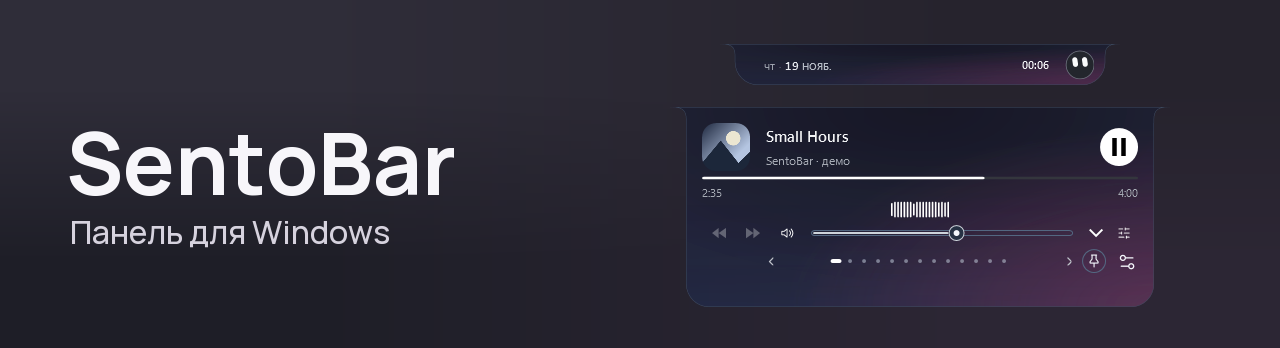 SentoBar
Панель для Windows
чт · 19 нояб.
00:06
Small Hours
SentoBar · демо
2:35
4:00